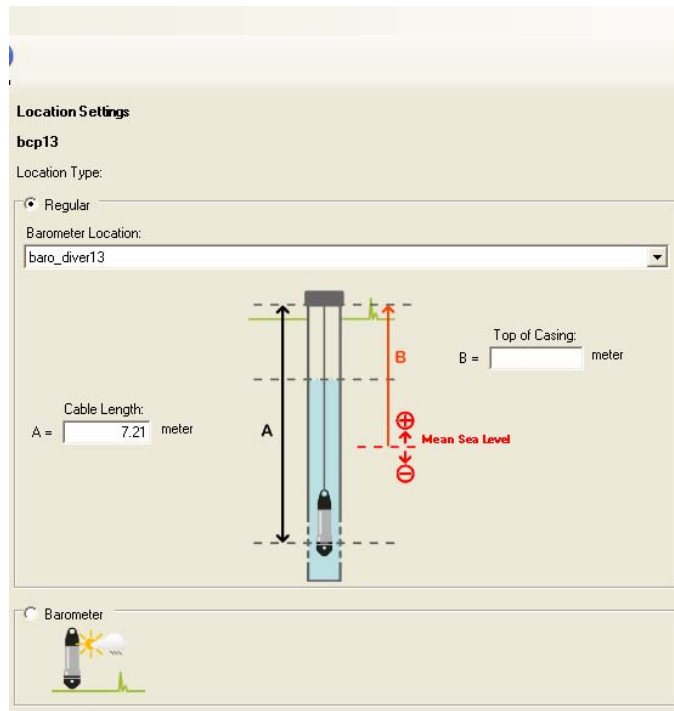 Location Settings
bcp13
Location Type:
Regular
Barometer Location:
baro_diver13
Top of Casing:
B = meter
B
Cable Length:
A = 7.21 meter
A
Mean Sea Level
Barometer